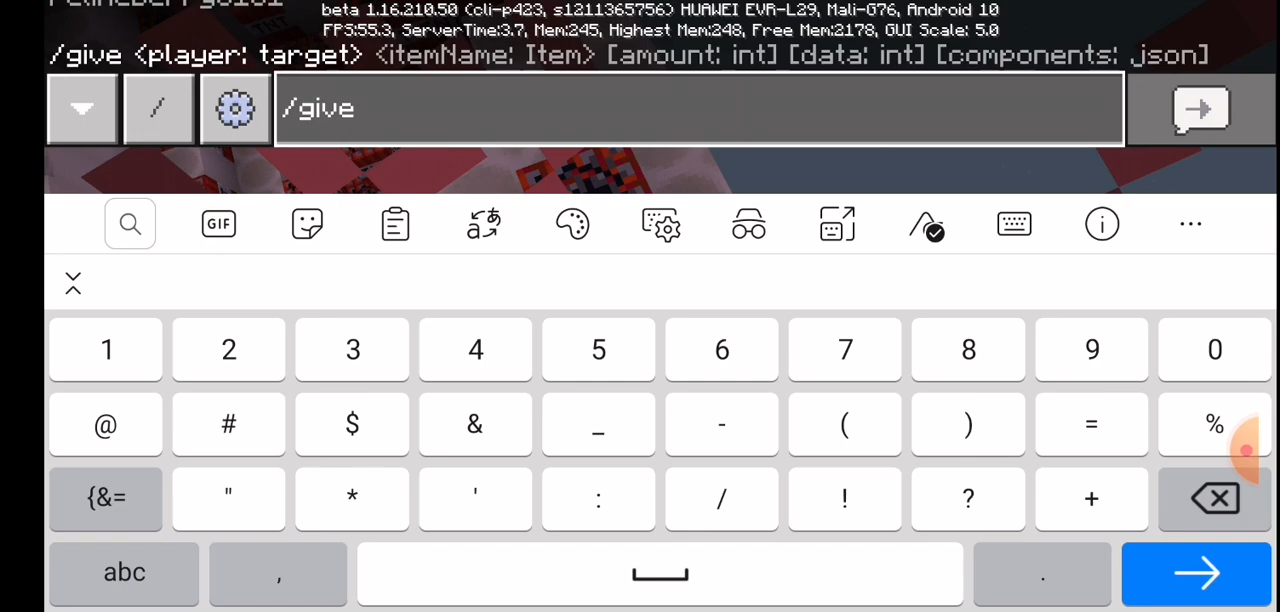 beta 1.16.210.50 (cli-p423, s1211365756) HUAWEI EVR-L29, Mali-G76, Android 10
FPS:55.3, ServerTime:3.7, Mem:245, Highest Mem:248, Free Mem:2178, GUI Scale: 5.0
/give <player: target> <itemName: Item> [amount: int] [data: int] [components: json]
/ /give
GIF
1 2 3 4 5 6 7 8 9 0
@ # $ & _ - ( ) = %
{&= " * ' : / ! ? +
abc , .